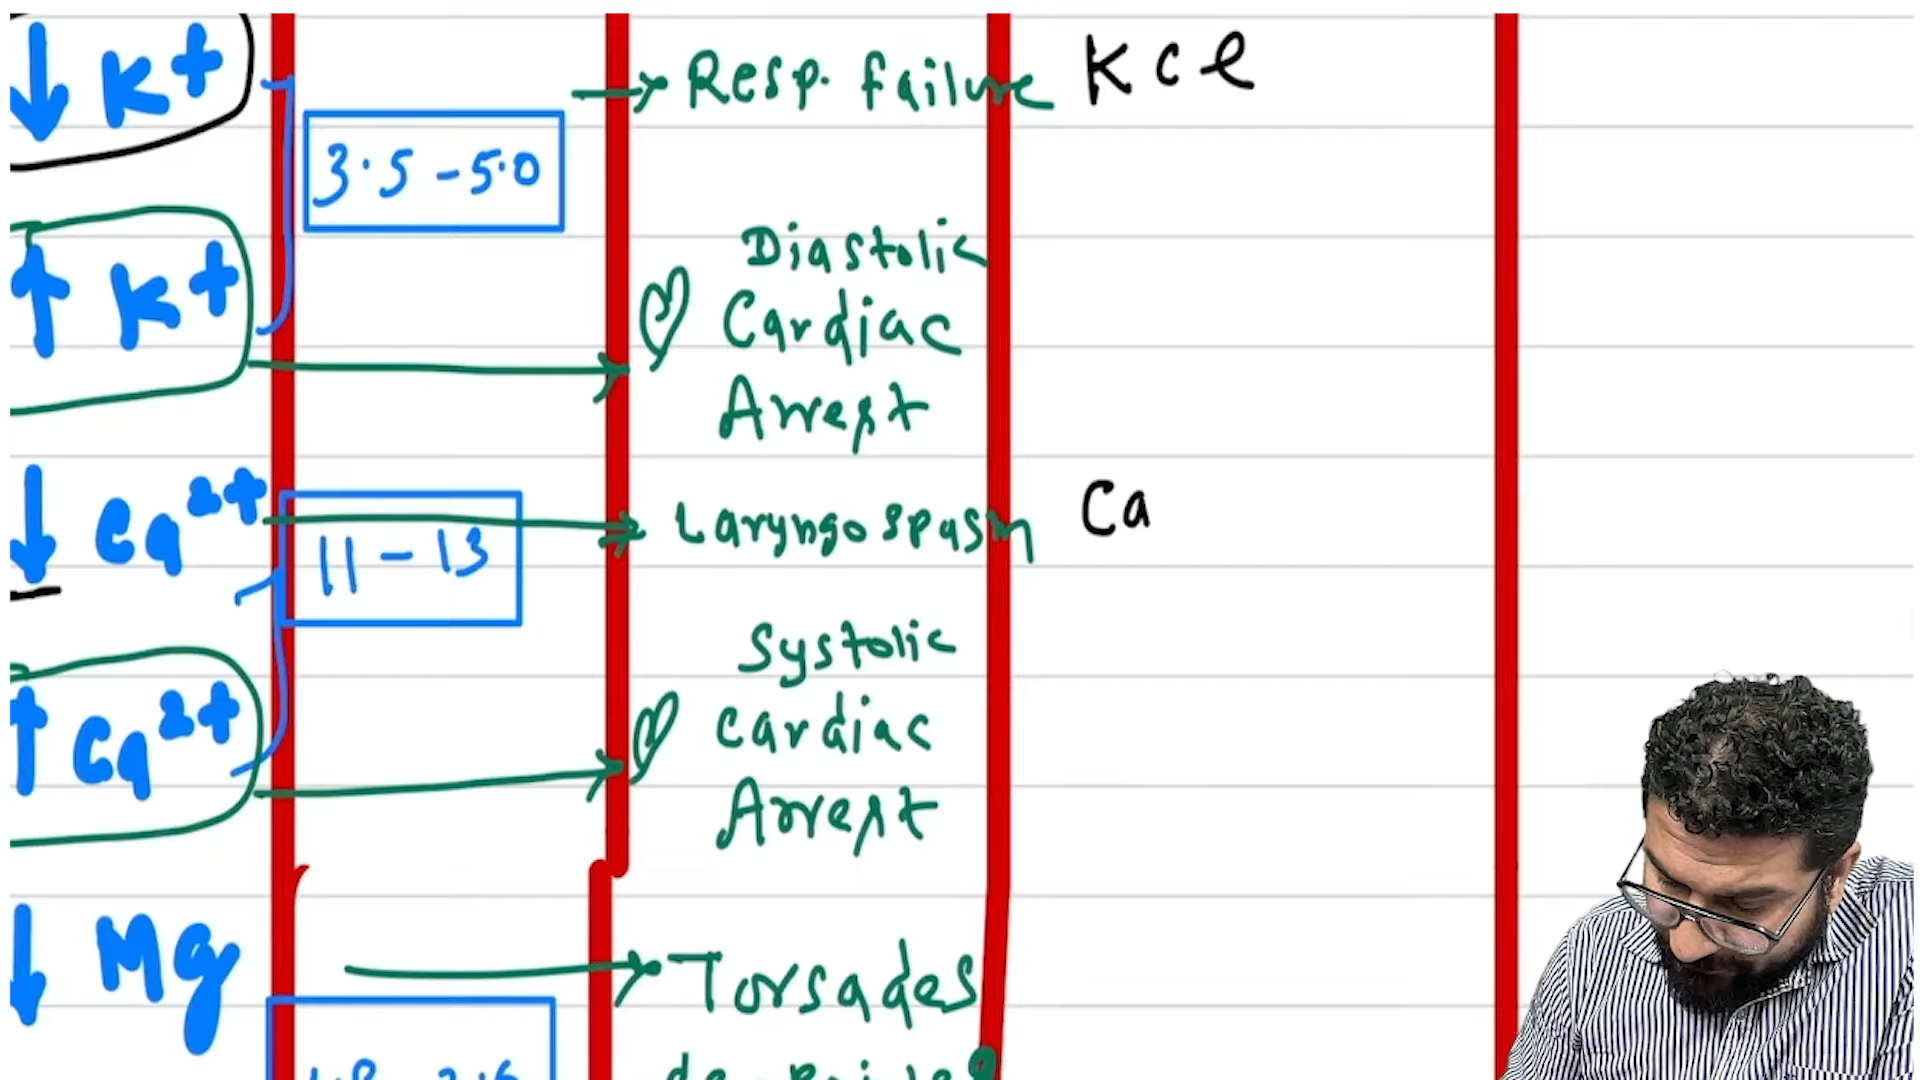 ↓ K+
→ Resp. failure
KCl
3.5 - 5.0
↑ K+
Diastolic
Cardiac
Arrest
↓ Ca2+
→ Laryngospasm
Ca
11 - 13
↑ Ca2+
Systolic
Cardiac
Arrest
↓ Mg
→ Torsades